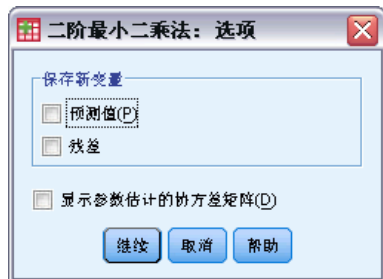 二阶最小二乘法：选项
保存新变量
预测值(P)
残差
显示参数估计的协方差矩阵(D)
继续 取消 帮助